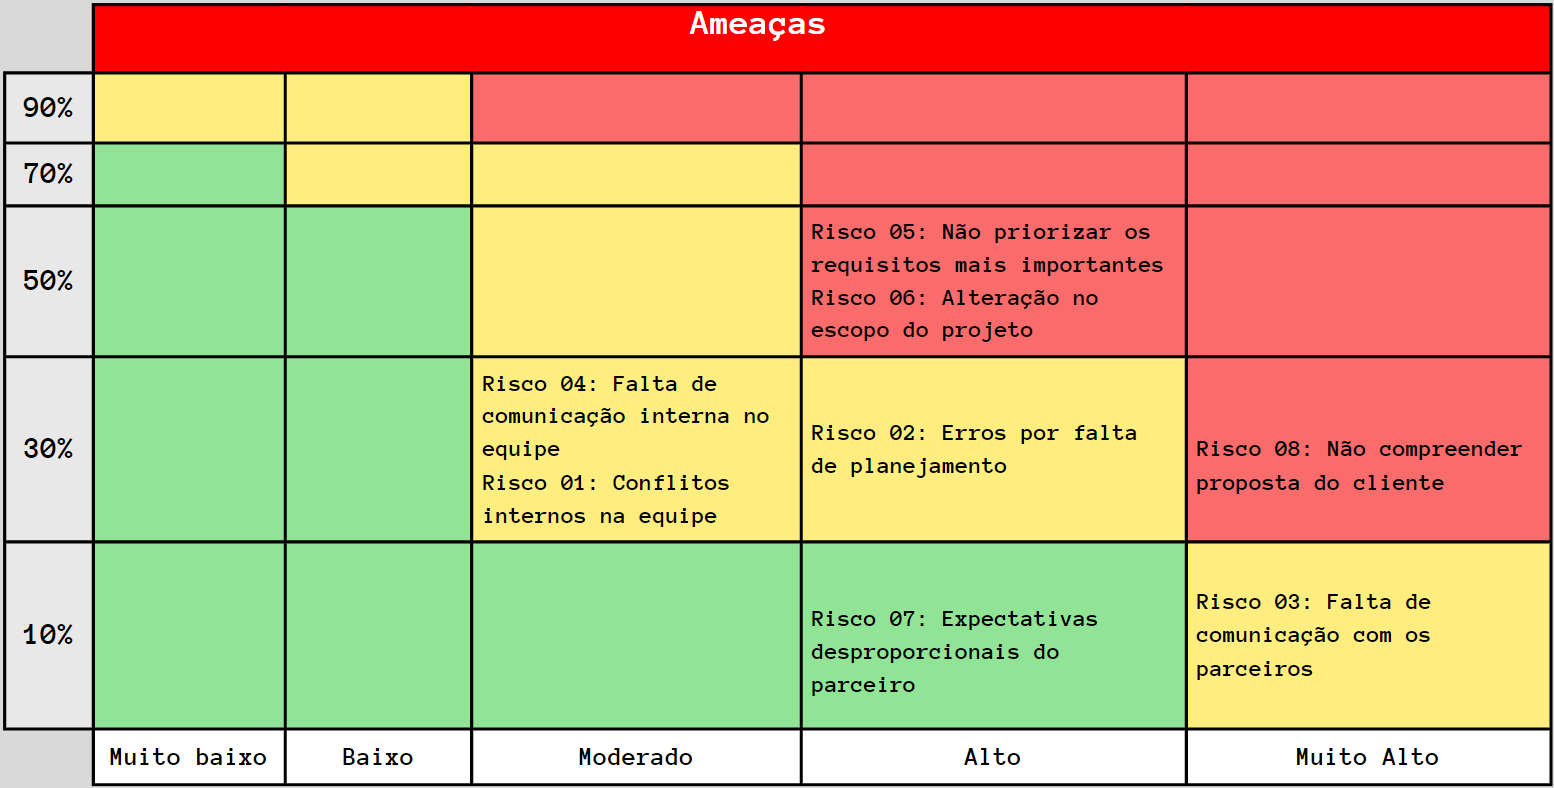 Ameaças
90%
70%
50%
Risco 05: Não priorizar os
requisitos mais importantes
Risco 06: Alteração no
escopo do projeto
30%
Risco 04: Falta de
comunicação interna no
equipe
Risco 01: Conflitos
internos na equipe
Risco 02: Erros por falta
de planejamento
Risco 08: Não compreender
proposta do cliente
10%
Risco 07: Expectativas
desproporcionais do
parceiro
Risco 03: Falta de
comunicação com os
parceiros
Muito baixo
Baixo
Moderado
Alto
Muito Alto